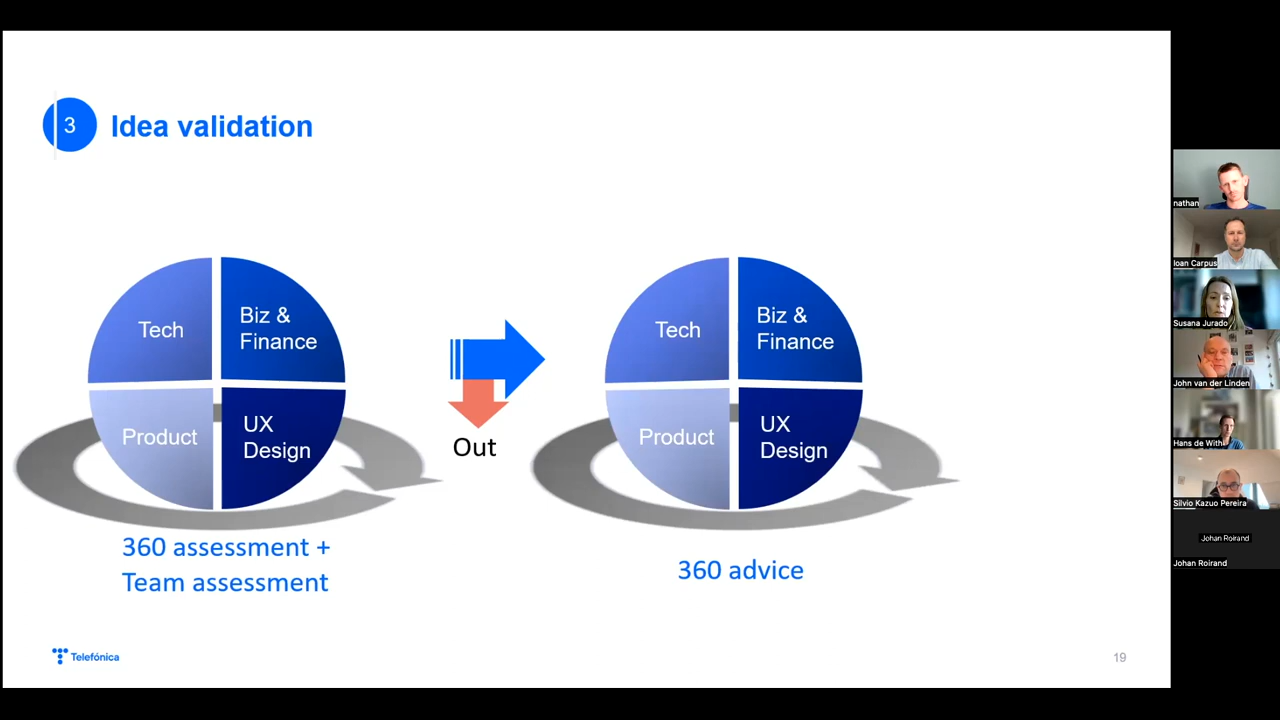 3
Idea validation
Tech
Biz &
Finance
Product
UX
Design
Out
Tech
Biz &
Finance
Product
UX
Design
360 assessment +
Team assessment
360 advice
Telefónica
19
nathan
Ioan Carpus
Susana Jurado
John van der Linden
Hans de With
Silvio Kazuo Pereira
Johan Roirand
Johan Roirand